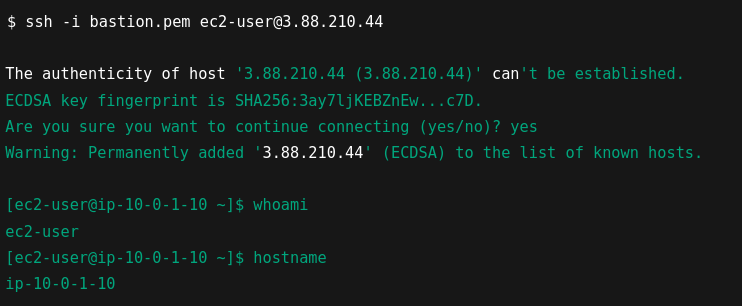 $ ssh -i bastion.pem ec2-user@3.88.210.44
The authenticity of host '3.88.210.44 (3.88.210.44)' can't be established.
ECDSA key fingerprint is SHA256:3ay7ljKEBZnEw...c7D.
Are you sure you want to continue connecting (yes/no)? yes
Warning: Permanently added '3.88.210.44' (ECDSA) to the list of known hosts.
[ec2-user@ip-10-0-1-10 ~]$ whoami
ec2-user
[ec2-user@ip-10-0-1-10 ~]$ hostname
ip-10-0-1-10